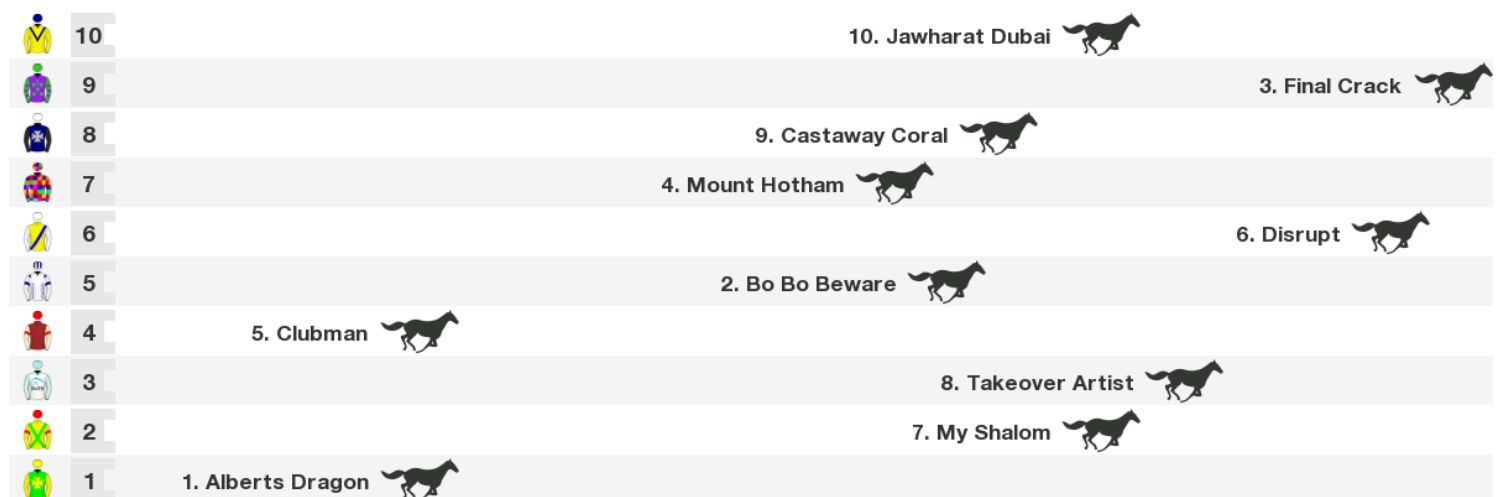 10 10. Jawharat Dubai
9 3. Final Crack
8 9. Castaway Coral
7 4. Mount Hotham
6 6. Disrupt
5 2. Bo Bo Beware
4 5. Clubman
3 8. Takeover Artist
2 7. My Shalom
1 1. Alberts Dragon